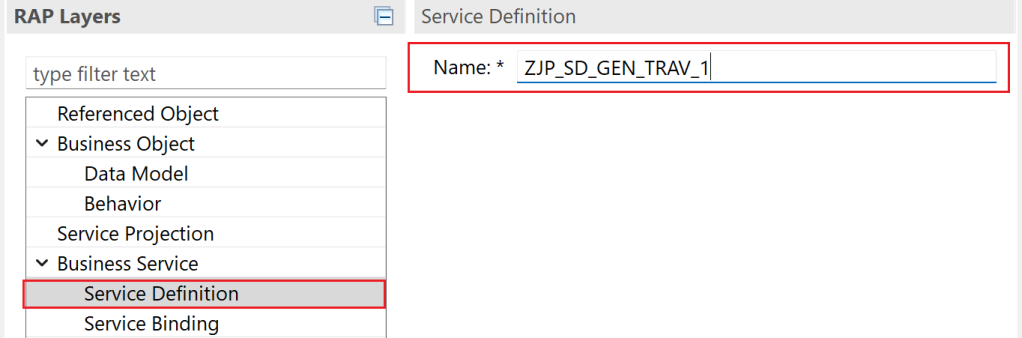 RAP Layers
type filter text
Referenced Object
Business Object
Data Model
Behavior
Service Projection
Business Service
Service Definition
Service Binding
Service Definition
Name: * ZJP_SD_GEN_TRAV_1